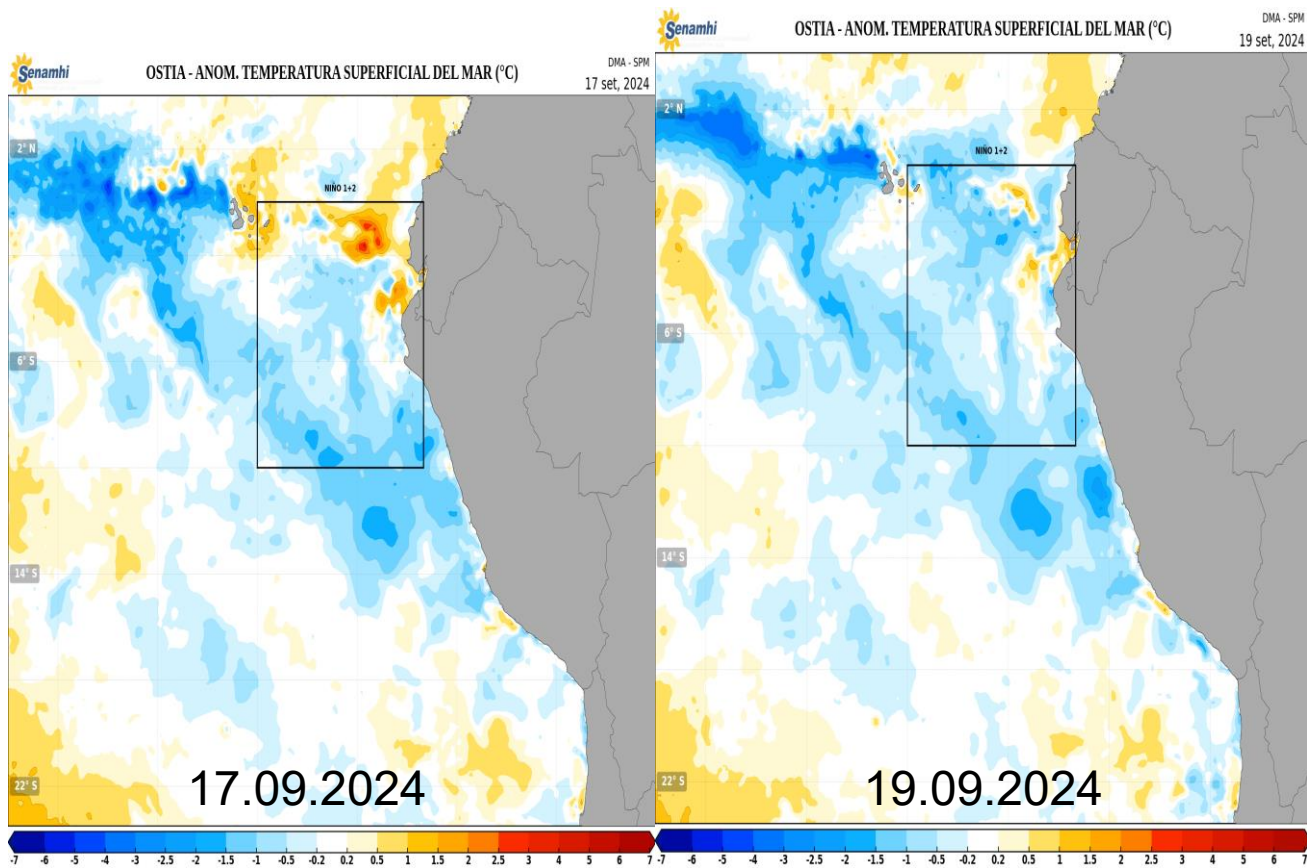 Senamhi
OSTIA - ANOM. TEMPERATURA SUPERFICIAL DEL MAR (°C)
DMA - SPM
17 set, 2024
2° N
NIÑO 1+2
6° S
14° S
22° S
17.09.2024
-7 -6 -5 -4 -3 -2.5 -2 -1.5 -1 -0.5 -0.2 0.2 0.5 1 1.5 2 2.5 3 4 5 6 7
Senamhi
OSTIA - ANOM. TEMPERATURA SUPERFICIAL DEL MAR (°C)
DMA - SPM
19 set, 2024
2° N
NIÑO 1+2
6° S
14° S
22° S
19.09.2024
-7 -6 -5 -4 -3 -2.5 -2 -1.5 -1 -0.5 -0.2 0.2 0.5 1 1.5 2 2.5 3 4 5 6